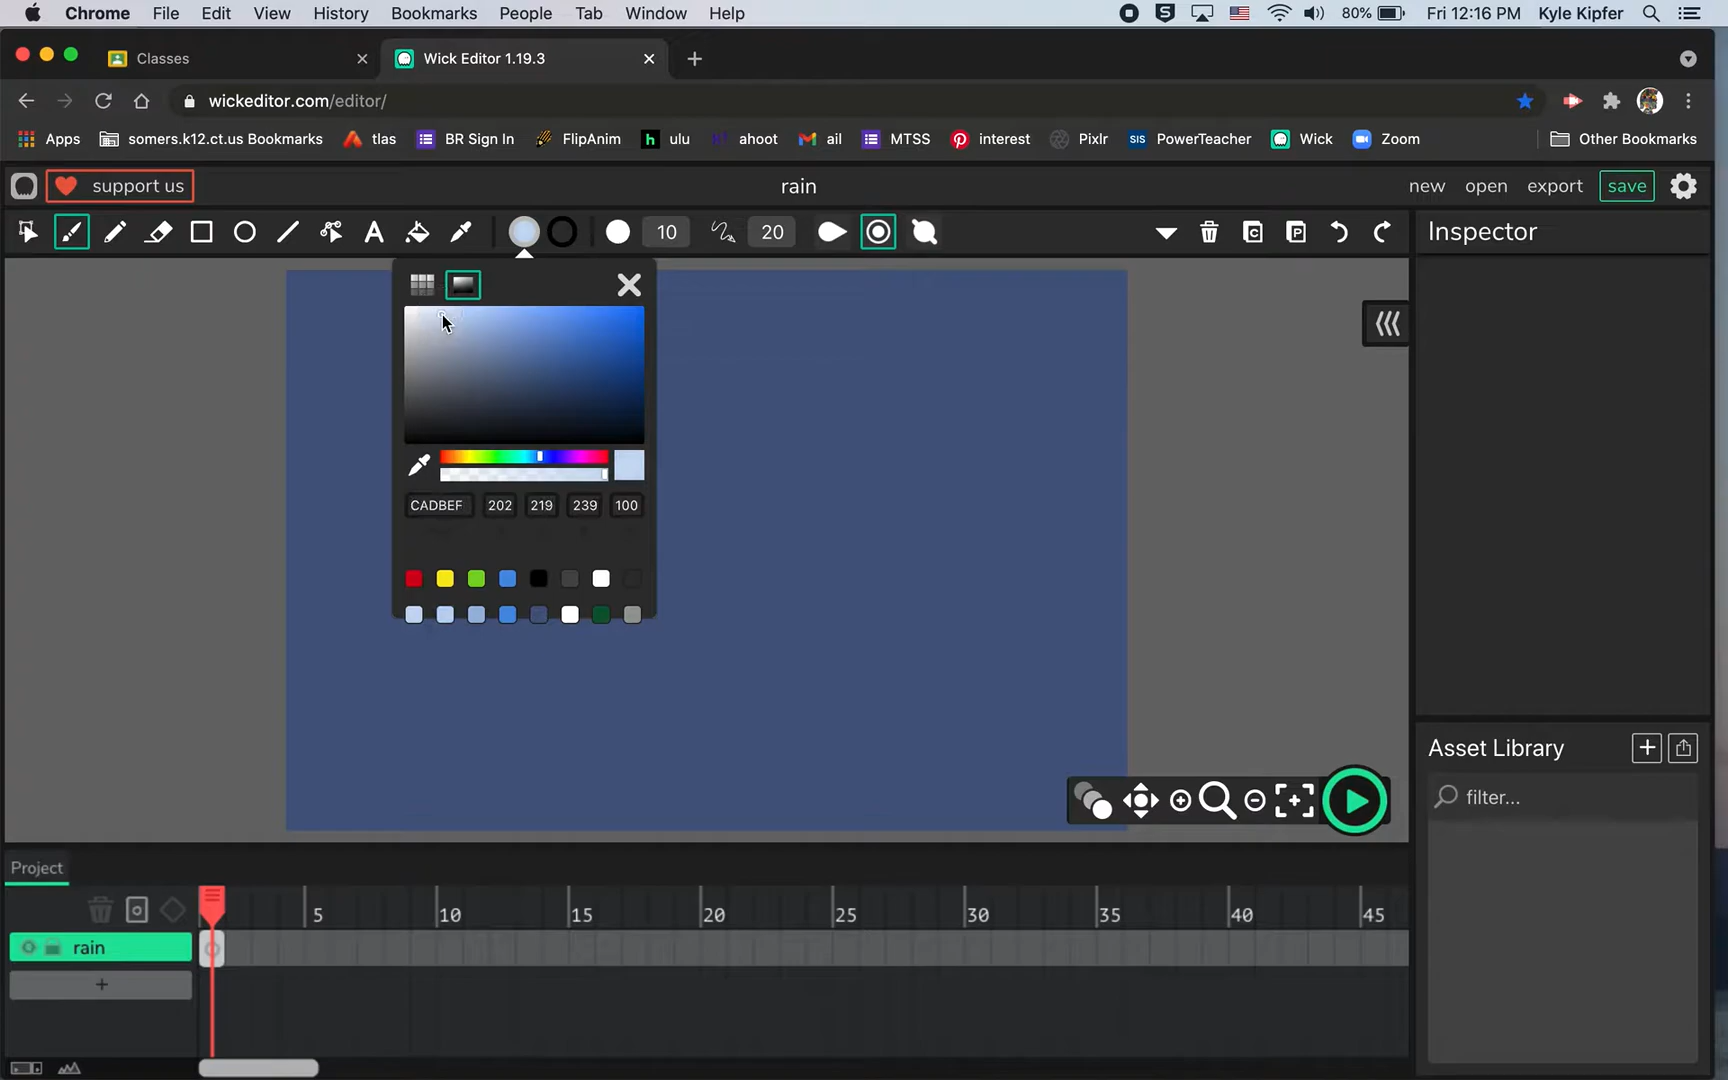 Chrome File Edit View History Bookmarks People Tab Window Help 80% Fri 12:16 PM Kyle Kipfer
Classes Wick Editor 1.19.3
wickeditor.com/editor/
Apps somers.k12.ct.us Bookmarks tlas BR Sign In FlipAnim h ulu ahoot ail MTSS interest Pixlr SIS PowerTeacher Wick Zoom Other Bookmarks
support us rain new open export save
A 10 20 C P Inspector
CADBEF 202 219 239 100
Asset Library
filter...
Project
5 10 15 20 25 30 35 40 45
rain
+